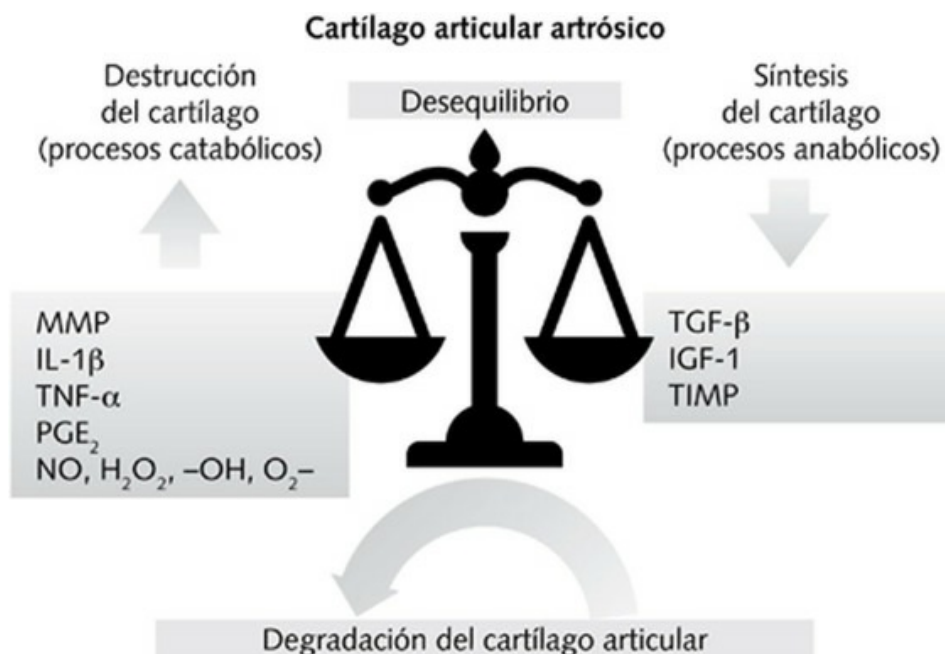 Cartílago articular artrósico
Destrucción
del cartílago
(procesos catabólicos)
Desequilibrio
Síntesis
del cartílago
(procesos anabólicos)
MMP
IL-1β
TNF-α
PGE₂
NO, H₂O₂, –OH, O₂–
TGF-β
IGF-1
TIMP
Degradación del cartílago articular